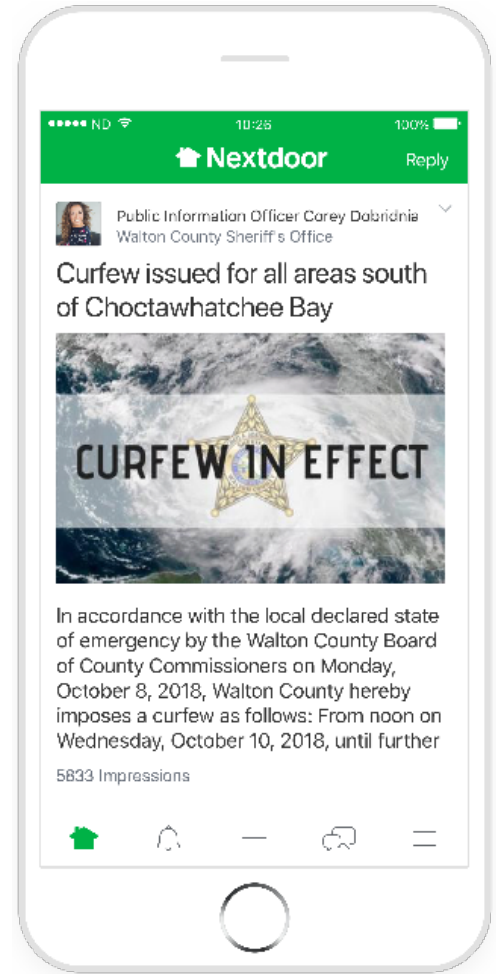 ND 10:26 100%
Nextdoor Reply
Public Information Officer Corey Dobridnia
Walton County Sheriff's Office
Curfew issued for all areas south
of Choctawhatchee Bay
CURFEW IN EFFECT
In accordance with the local declared state
of emergency by the Walton County Board
of County Commissioners on Monday,
October 8, 2018, Walton County hereby
imposes a curfew as follows: From noon on
Wednesday, October 10, 2018, until further
5633 Impressions